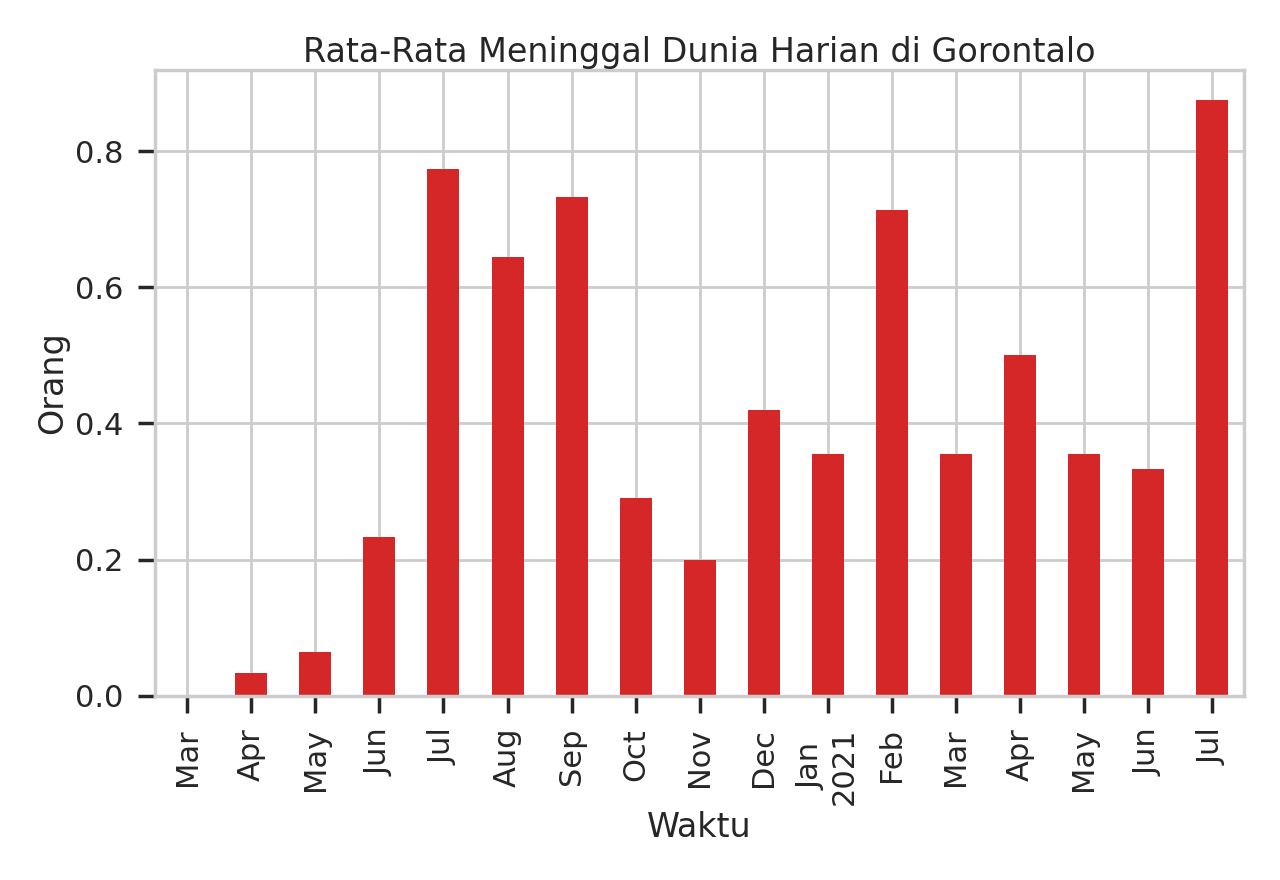 Rata-Rata Meninggal Dunia Harian di Gorontalo
Orang
0.8
0.6
0.4
0.2
0.0
Mar
Apr
May
Jun
Jul
Aug
Sep
Oct
Nov
Dec
Jan
2021
Feb
Mar
Apr
May
Jun
Jul
Waktu